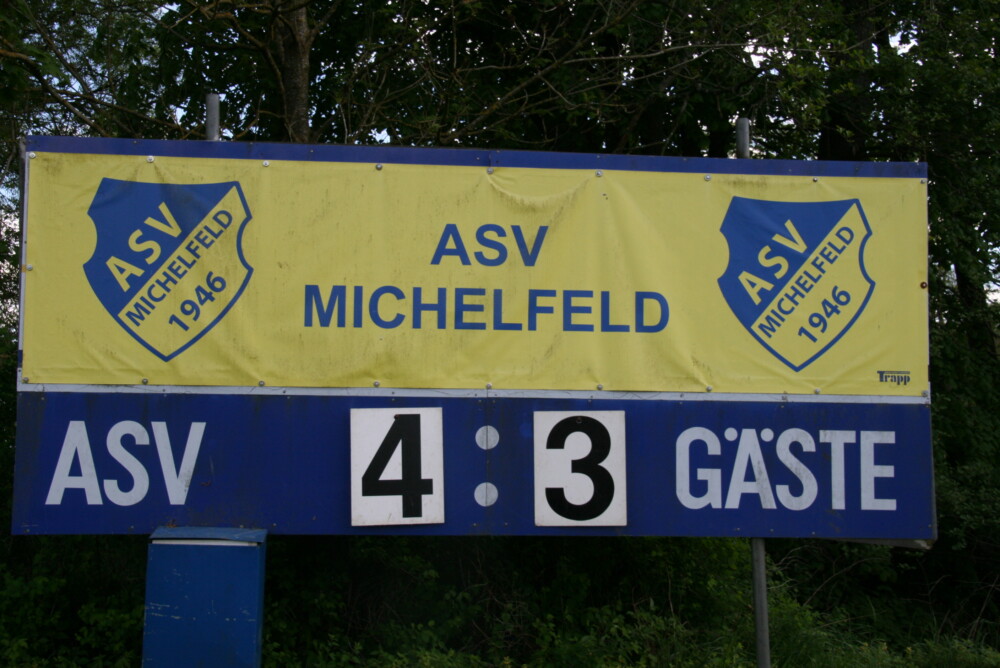 ASV
MICHELFELD
1946
ASV
MICHELFELD
ASV
MICHELFELD
1946
Trapp
ASV 4 : 3 GÄSTE